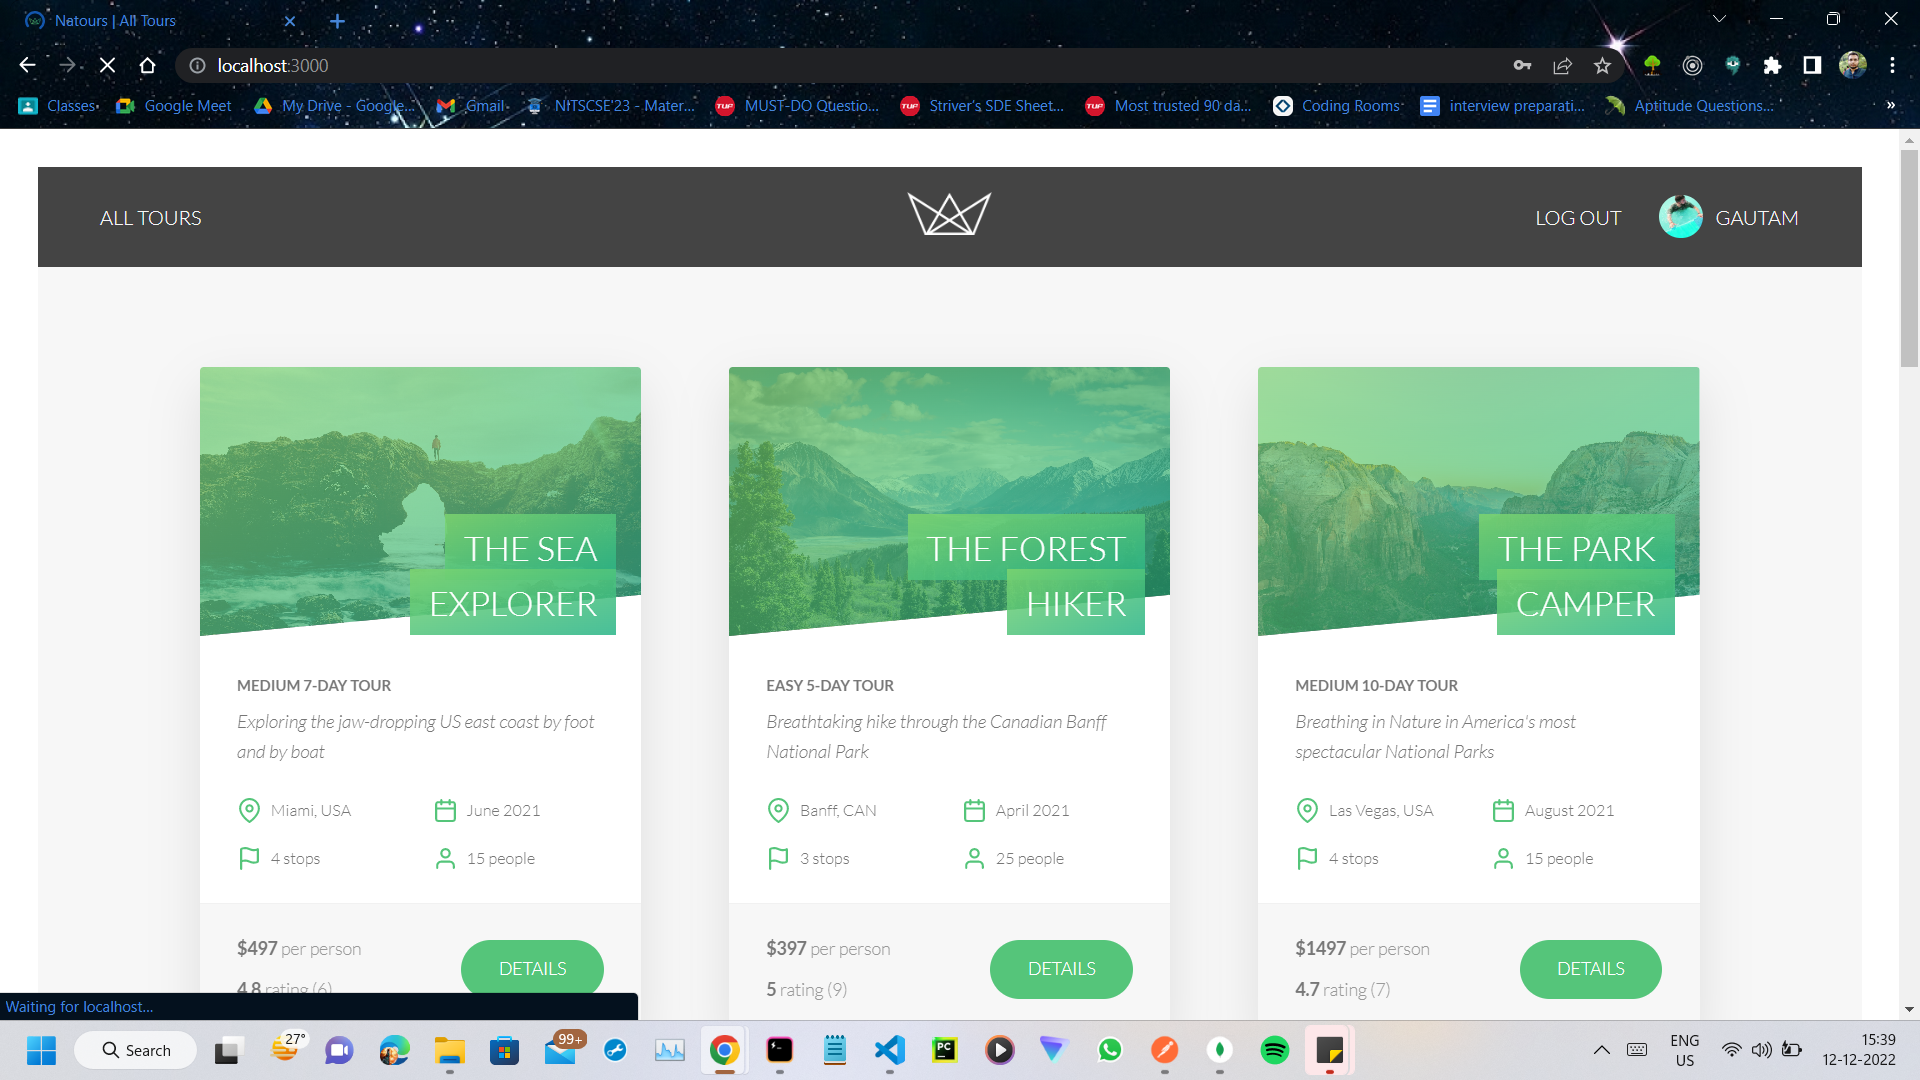 Natours | All Tours
localhost:3000
Classes
Google Meet
My Drive - Google...
Gmail
NITSCSE'23 - Mater...
TUF
MUST-DO Questio...
TUF
Striver's SDE Sheet...
TUF
Most trusted 90 da...
Coding Rooms
interview preparati...
Aptitude Questions...
»
ALL TOURS
LOG OUT
GAUTAM
THE SEA
EXPLORER
MEDIUM 7-DAY TOUR
Exploring the jaw-dropping US east coast by foot
and by boat
Miami, USA
June 2021
4 stops
15 people
$497 per person
4.8 rating (6)
DETAILS
THE FOREST
HIKER
EASY 5-DAY TOUR
Breathtaking hike through the Canadian Banff
National Park
Banff, CAN
April 2021
3 stops
25 people
$397 per person
5 rating (9)
DETAILS
THE PARK
CAMPER
MEDIUM 10-DAY TOUR
Breathing in Nature in America's most
spectacular National Parks
Las Vegas, USA
August 2021
4 stops
15 people
$1497 per person
4.7 rating (7)
DETAILS
Waiting for localhost...
Search
27°
99+
PC
ENG
US
15:39
12-12-2022